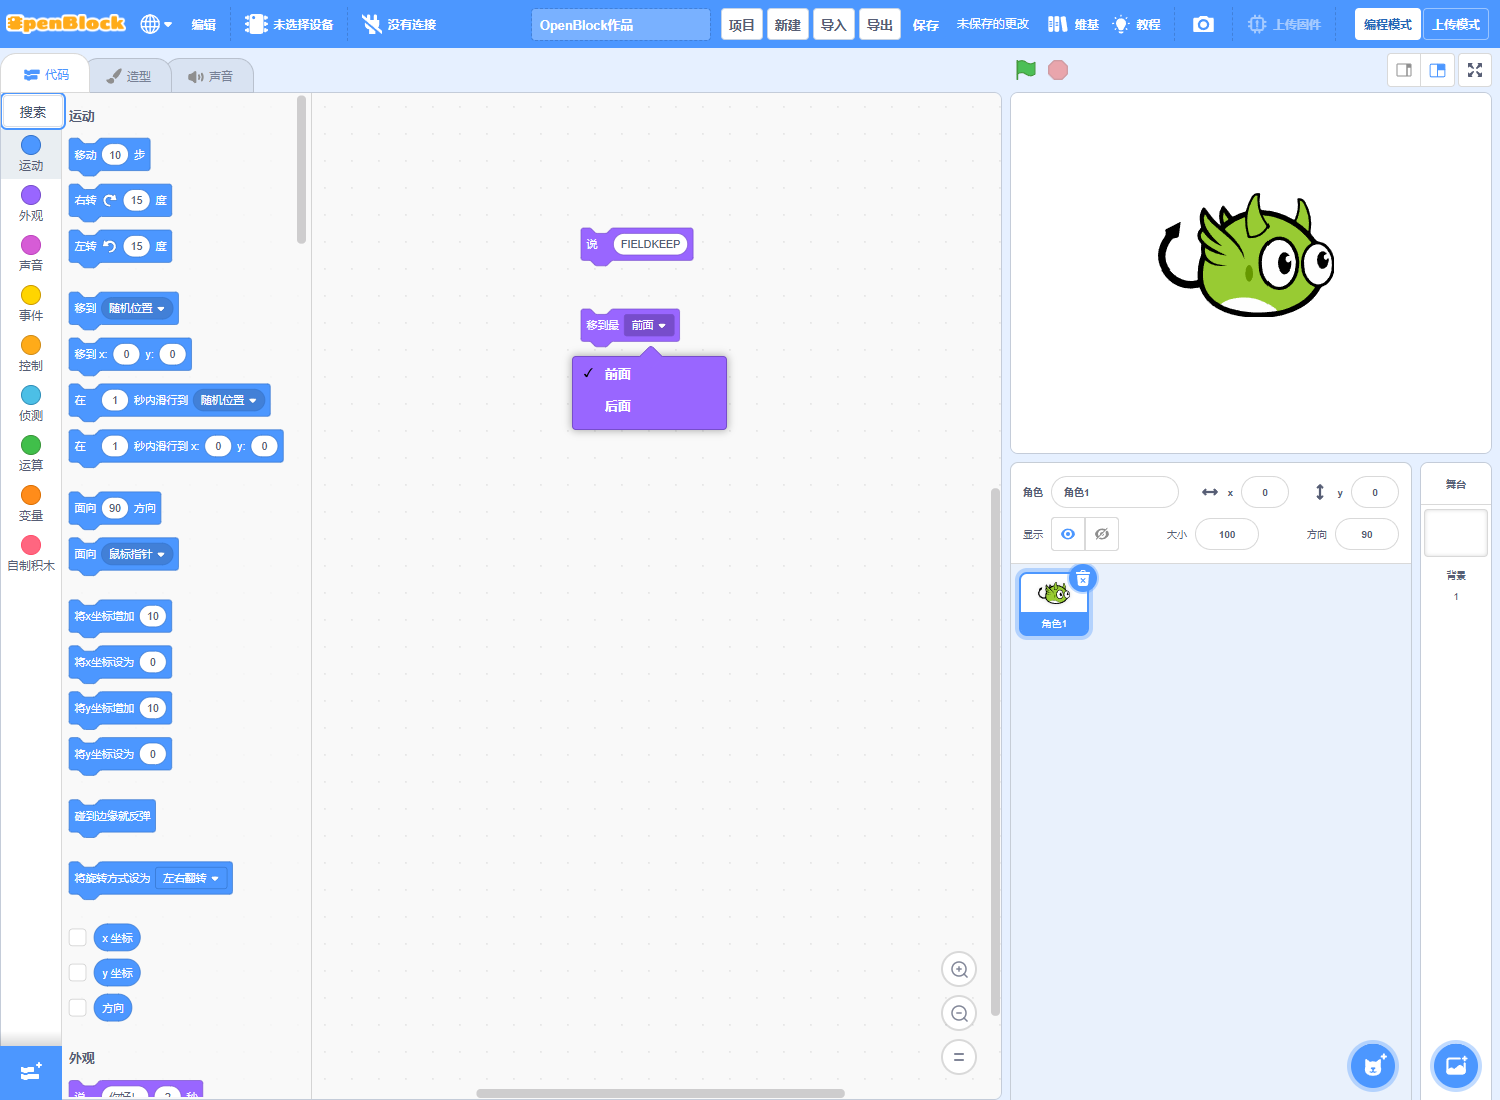 OpenBlock
编辑
未选择设备
没有连接
OpenBlock作品
项目
新建
导入
导出
保存
未保存的更改
维基
教程
上传固件
编程模式
上传模式
代码
造型
声音
搜索
运动
外观
声音
事件
控制
侦测
运算
变量
自制积木
运动
移动 10 步
右转 15 度
左转 15 度
移到 随机位置
移到 x: 0 y: 0
在 1 秒内滑行到 随机位置
在 1 秒内滑行到 x: 0 y: 0
面向 90 方向
面向 鼠标指针
将x坐标增加 10
将x坐标设为 0
将y坐标增加 10
将y坐标设为 0
碰到边缘就反弹
将旋转方式设为 左右翻转
x 坐标
y 坐标
方向
外观
说 你好! 2 秒
说 FIELDKEEP
移到最 前面
✓ 前面
后面
角色 角色1
x 0
y 0
显示
大小 100
方向 90
角色1
舞台
背景
1